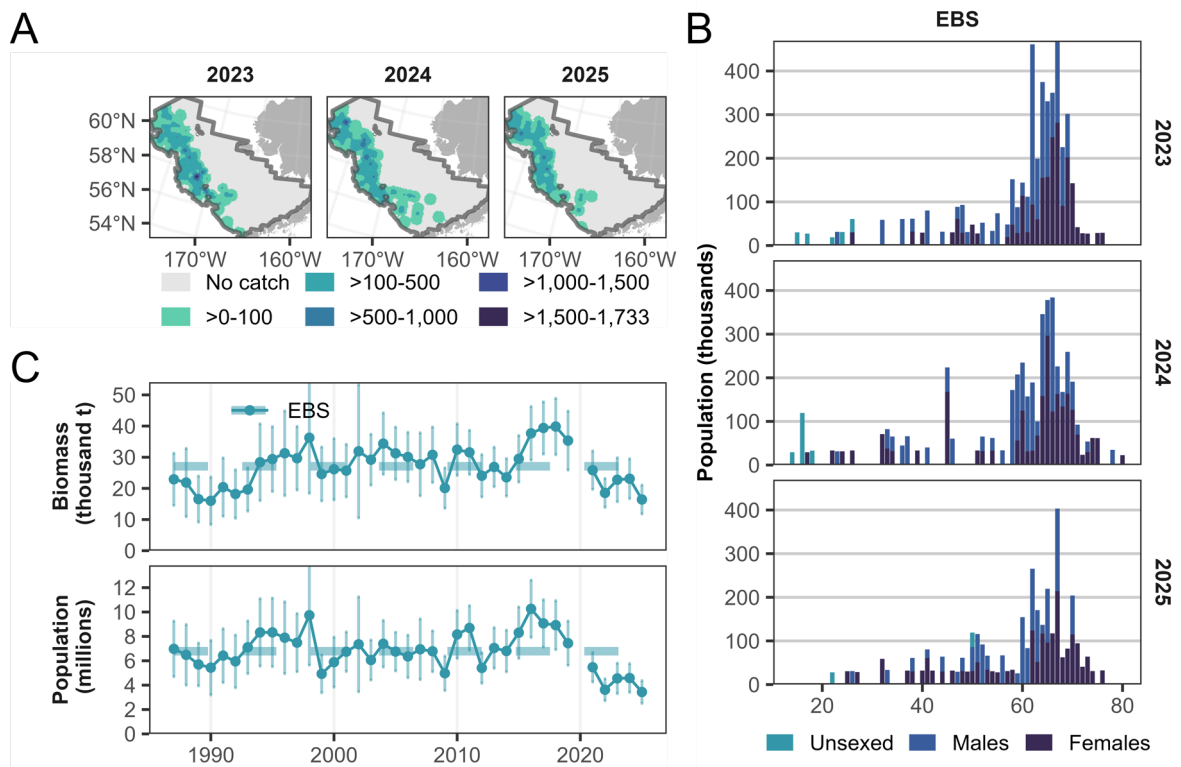 A
2023
2024
2025
60°N
58°N
56°N
54°N
170°W
160°W
170°W
160°W
170°W
160°W
No catch
>100-500
>1,000-1,500
>0-100
>500-1,000
>1,500-1,733
B
EBS
Population (thousands)
400
300
200
100
0
2023
400
300
200
100
0
2024
400
300
200
100
0
2025
20
40
60
80
Unsexed
Males
Females
C
EBS
Biomass
(thousand t)
50
40
30
20
10
0
Population
(millions)
12
10
8
6
4
2
0
1990
2000
2010
2020